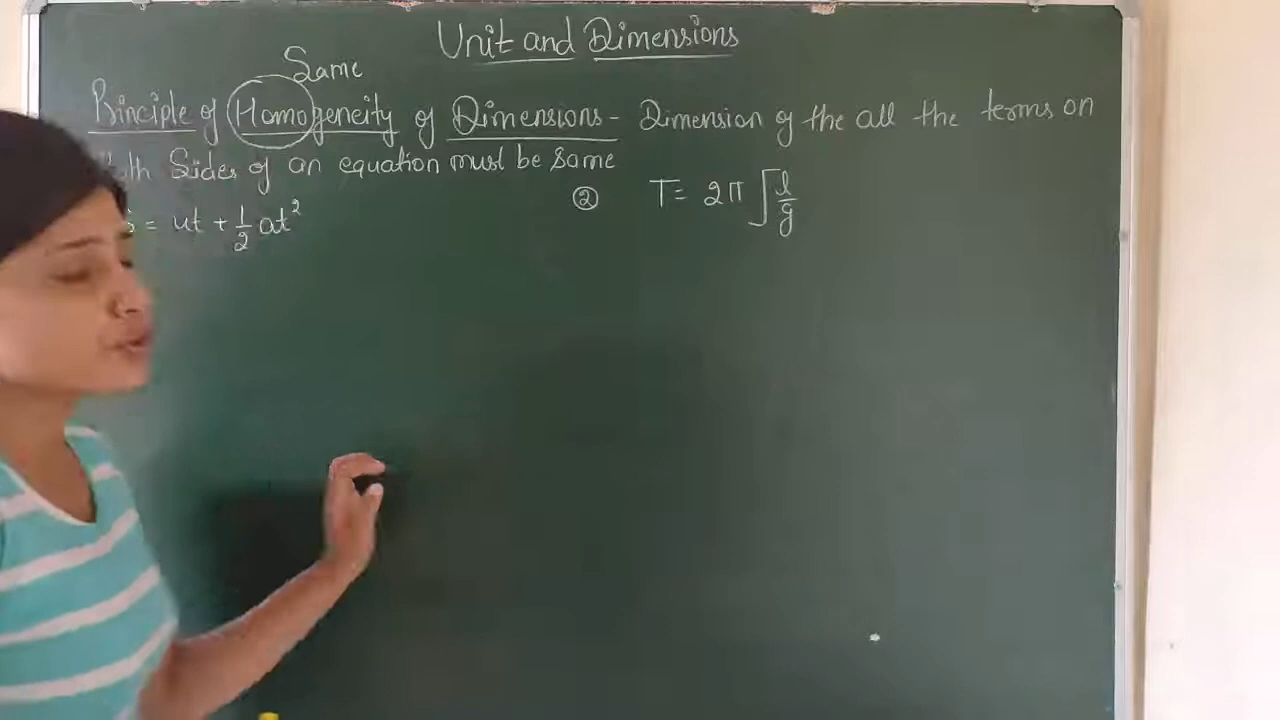 Unit and Dimensions
Same
Principle of Homogeneity of Dimensions - Dimension of the all the terms on
Sides of an equation must be same
S = ut + 1/2 at²
② T = 2π √l/g